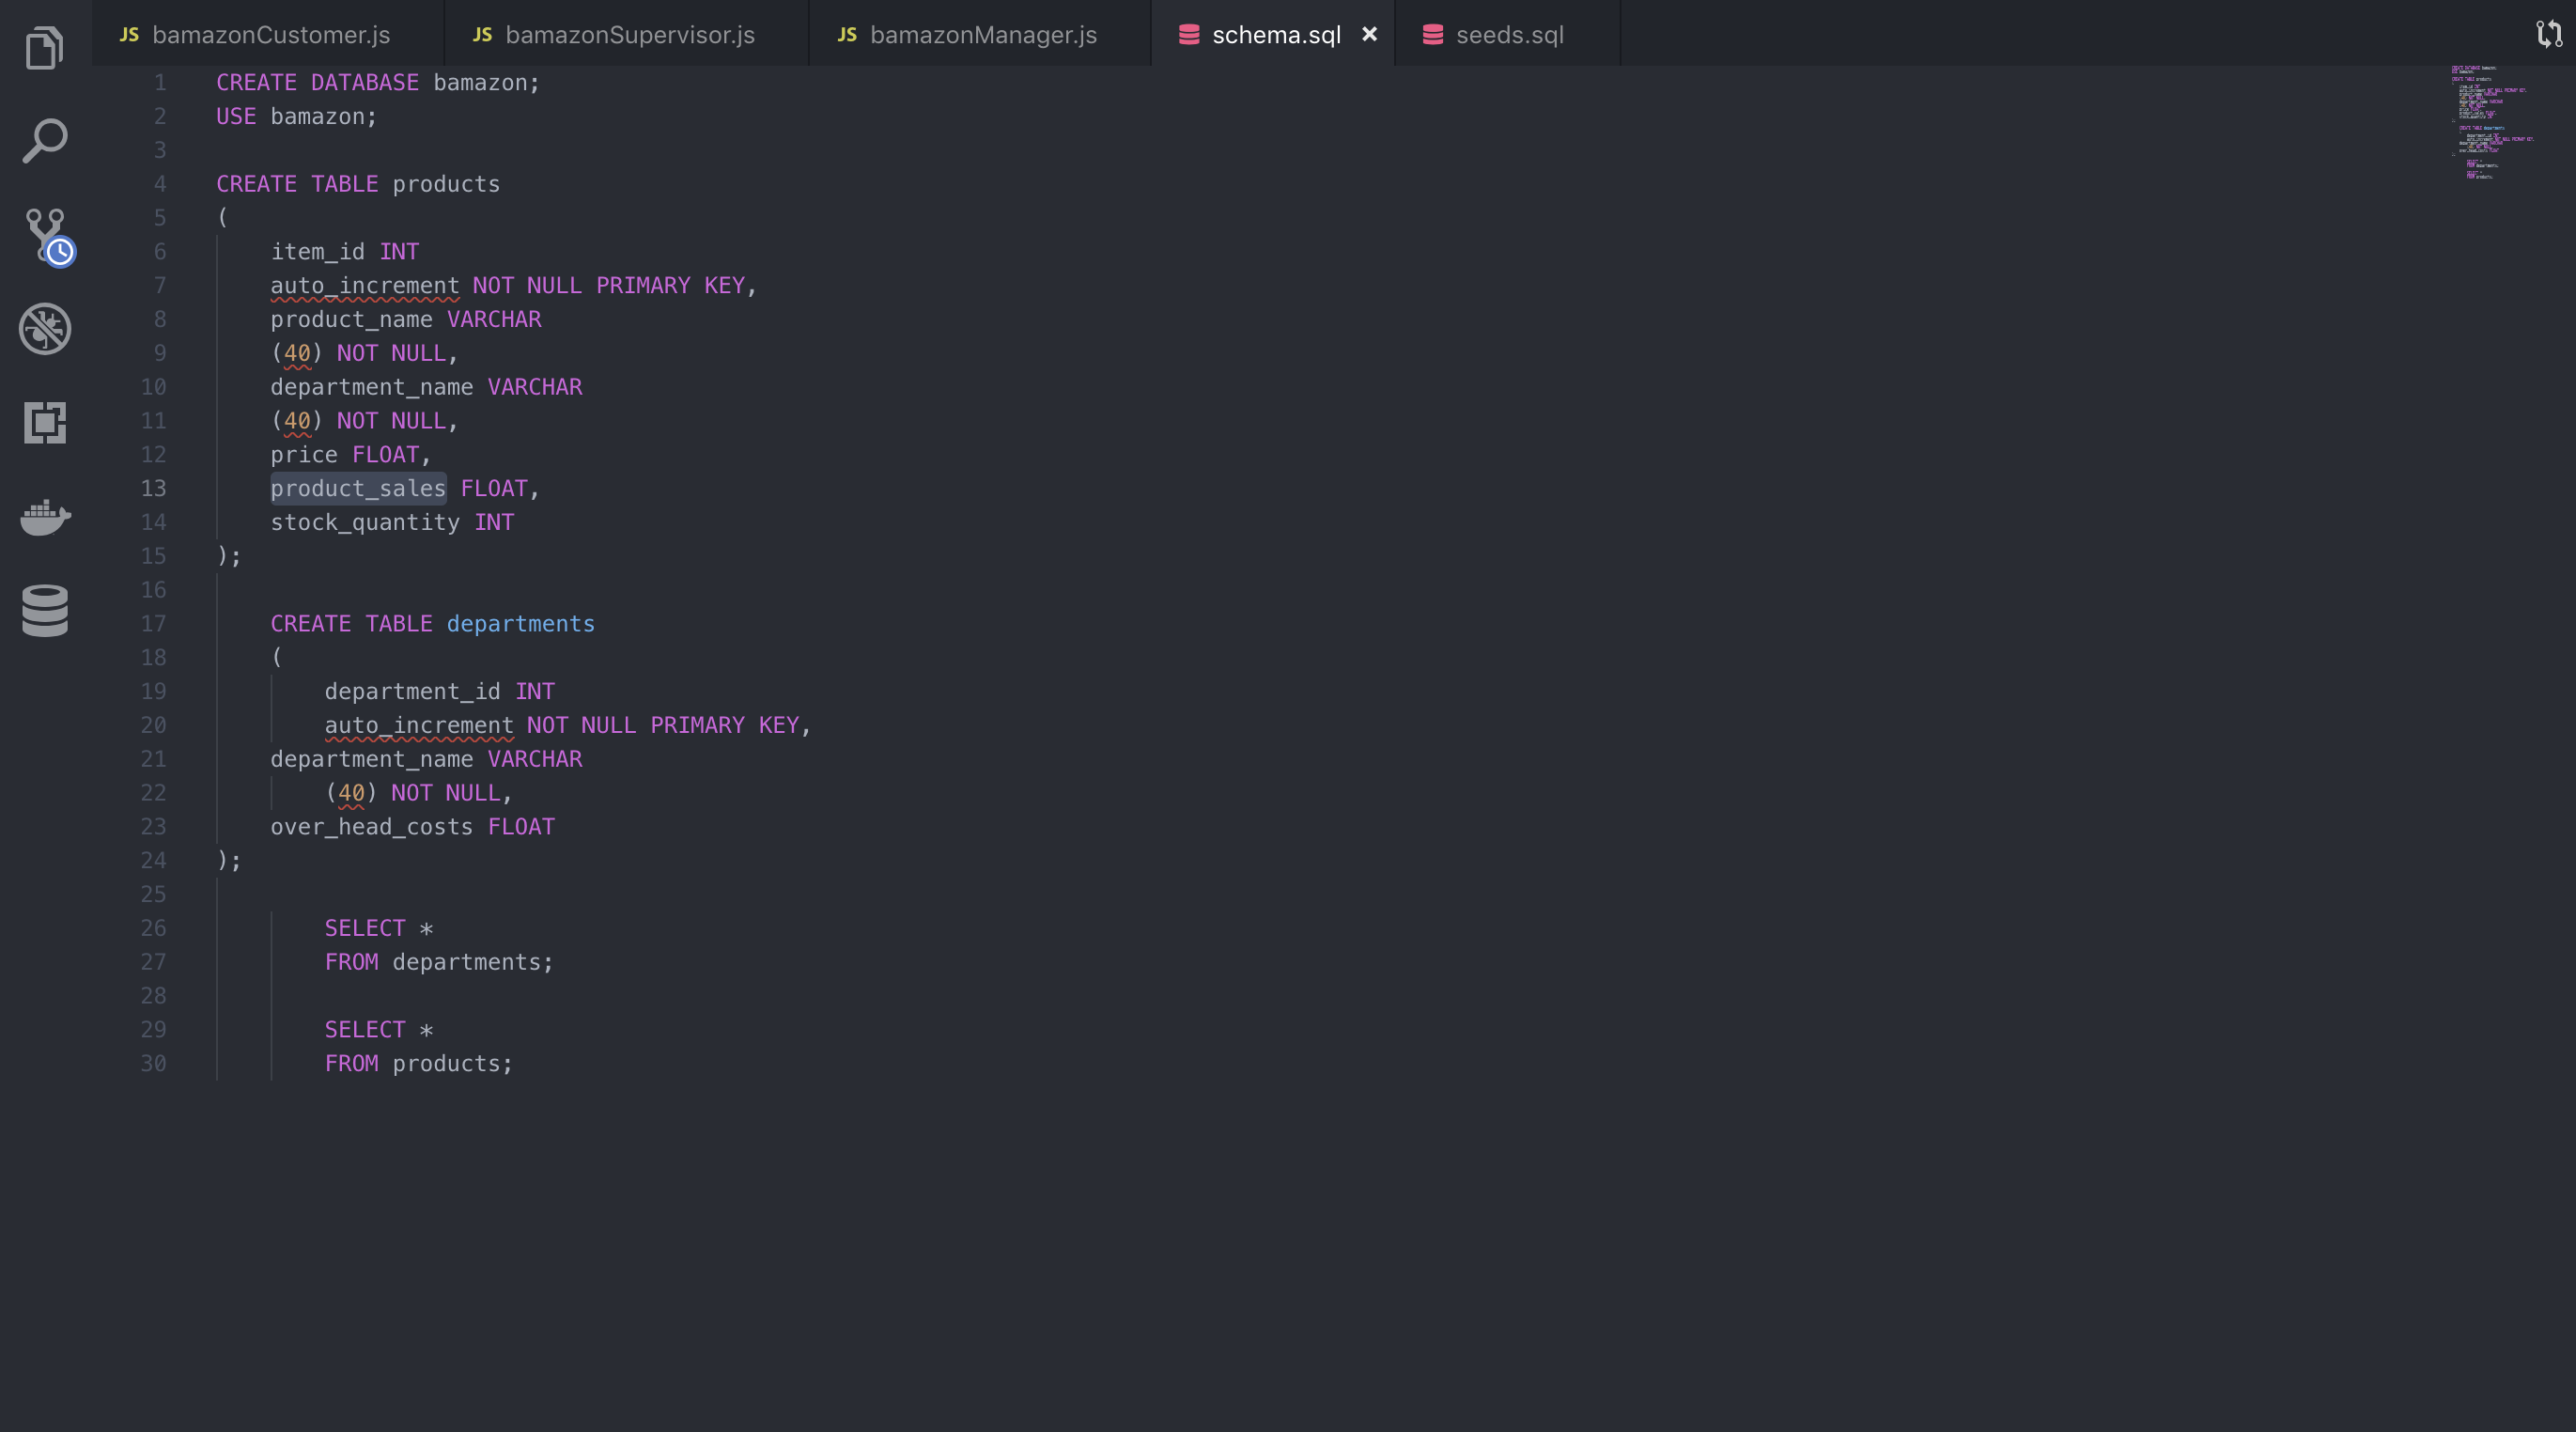 JS bamazonCustomer.js JS bamazonSupervisor.js JS bamazonManager.js schema.sql × seeds.sql
1 CREATE DATABASE bamazon;
2 USE bamazon;
3
4 CREATE TABLE products
5 (
6 item_id INT
7 auto_increment NOT NULL PRIMARY KEY,
8 product_name VARCHAR
9 (40) NOT NULL,
10 department_name VARCHAR
11 (40) NOT NULL,
12 price FLOAT,
13 product_sales FLOAT,
14 stock_quantity INT
15 );
16
17 CREATE TABLE departments
18 (
19 department_id INT
20 auto_increment NOT NULL PRIMARY KEY,
21 department_name VARCHAR
22 (40) NOT NULL,
23 over_head_costs FLOAT
24 );
25
26 SELECT *
27 FROM departments;
28
29 SELECT *
30 FROM products;